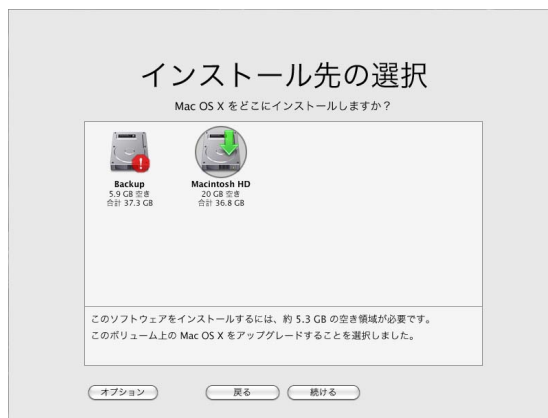 インストール先の選択
Mac OS X をどこにインストールしますか？
Backup
5.9 GB 空き
合計 37.3 GB
Macintosh HD
20 GB 空き
合計 36.8 GB
このソフトウェアをインストールするには、約 5.3 GB の空き領域が必要です。
このボリューム上の Mac OS X をアップグレードすることを選択しました。
オプション
戻る
続ける